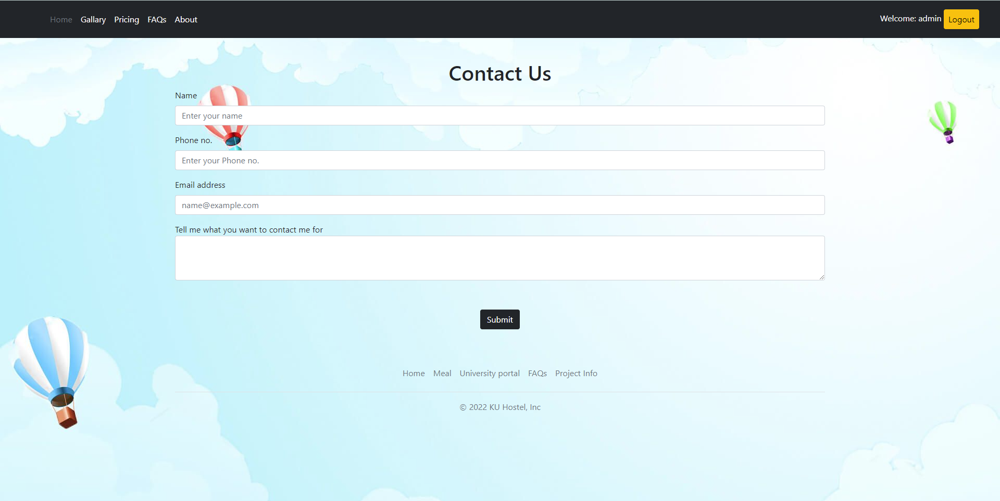 Home Gallary Pricing FAQs About Welcome: admin Logout
Contact Us
Name
Enter your name
Phone no.
Enter your Phone no.
Email address
name@example.com
Tell me what you want to contact me for
Submit
Home Meal University portal FAQs Project Info
© 2022 KU Hostel, Inc